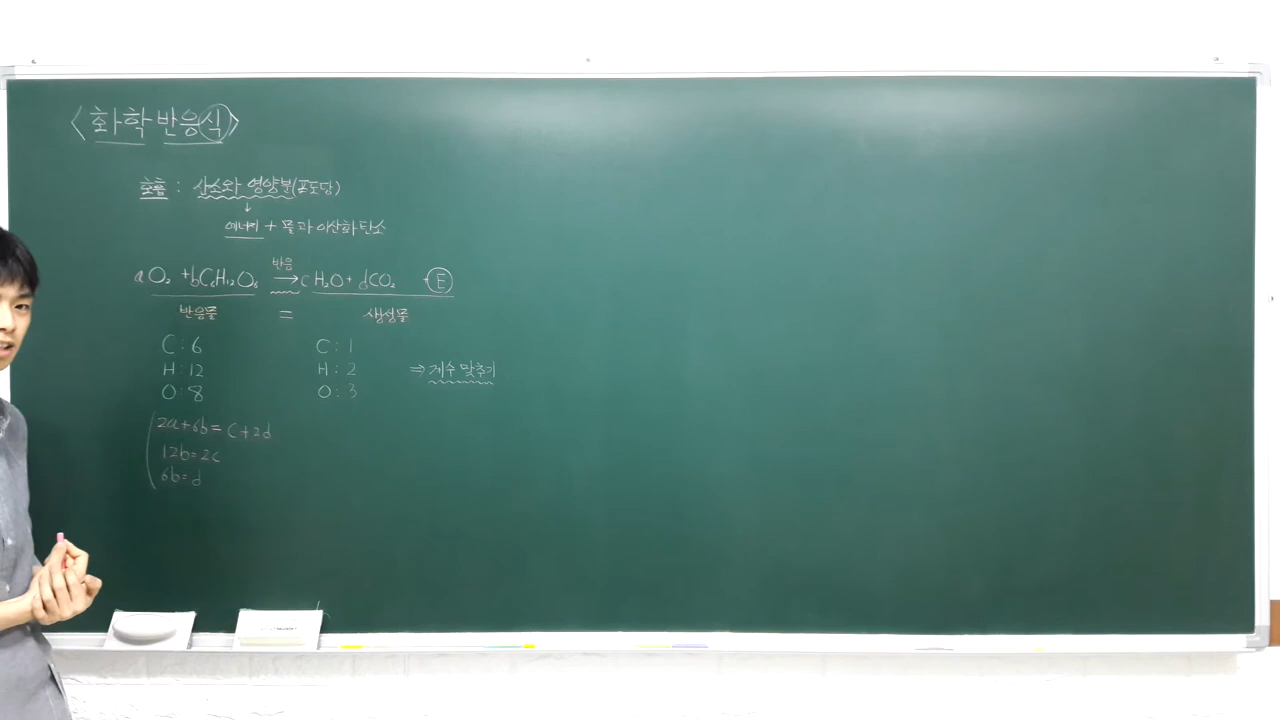 <화학 반응식>
호흡 : 산소와 영양분(포도당)
↓
에너지 + 물과 이산화탄소
반응
aO₂ + bC₆H₁₂O₆ → cH₂O + dCO₂ + E
반응물 = 생성물
C : 6 C : 1
H : 12 H : 2 ⇒ 계수 맞추기
O : 8 O : 3
2a+6b = c+2d
12b = 2c
6b = d